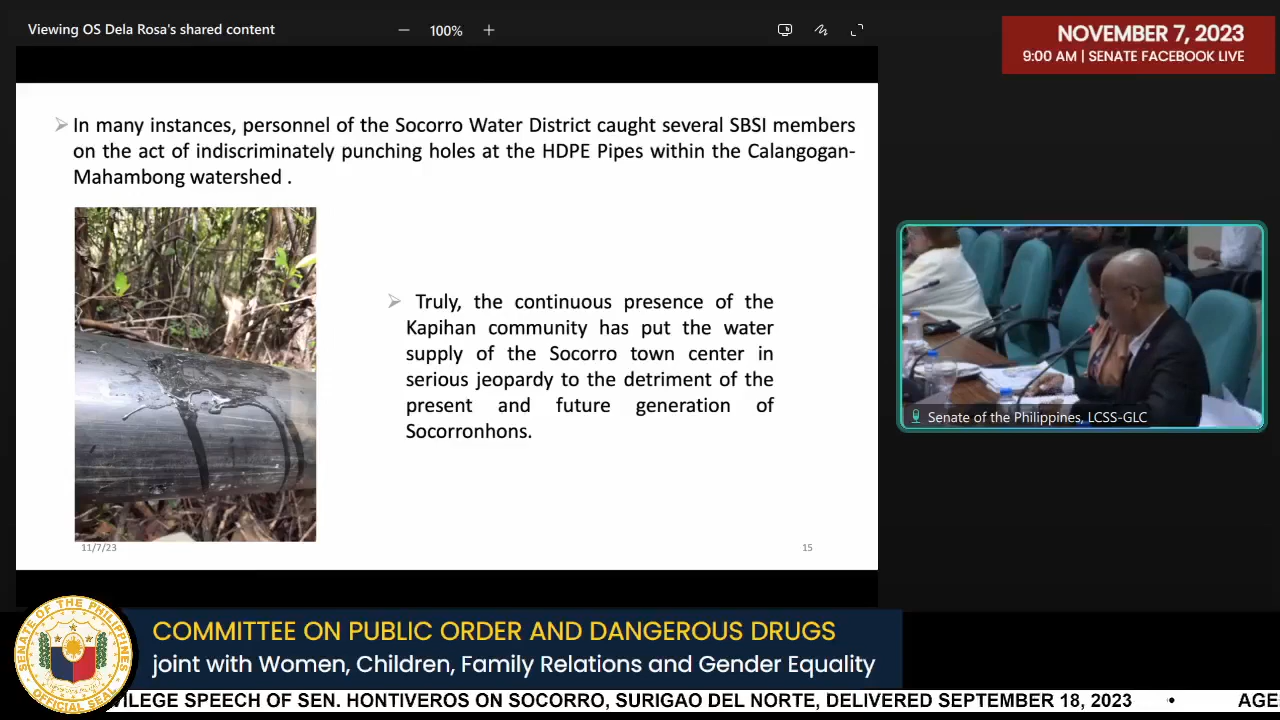 Viewing OS Dela Rosa's shared content
100%
NOVEMBER 7, 2023
9:00 AM | SENATE FACEBOOK LIVE
In many instances, personnel of the Socorro Water District caught several SBSI members
on the act of indiscriminately punching holes at the HDPE Pipes within the Calangogan-
Mahambong watershed .
Truly, the continuous presence of the
Kapihan community has put the water
supply of the Socorro town center in
serious jeopardy to the detriment of the
present and future generation of
Socorronhons.
11/7/23
15
Senate of the Philippines, LCSS-GLC
SENATE OF THE PHILIPPINES
OFFICIAL SEAL
COMMITTEE ON PUBLIC ORDER AND DANGEROUS DRUGS
joint with Women, Children, Family Relations and Gender Equality
VILEGE SPEECH OF SEN. HONTIVEROS ON SOCORRO, SURIGAO DEL NORTE, DELIVERED SEPTEMBER 18, 2023 • AGE